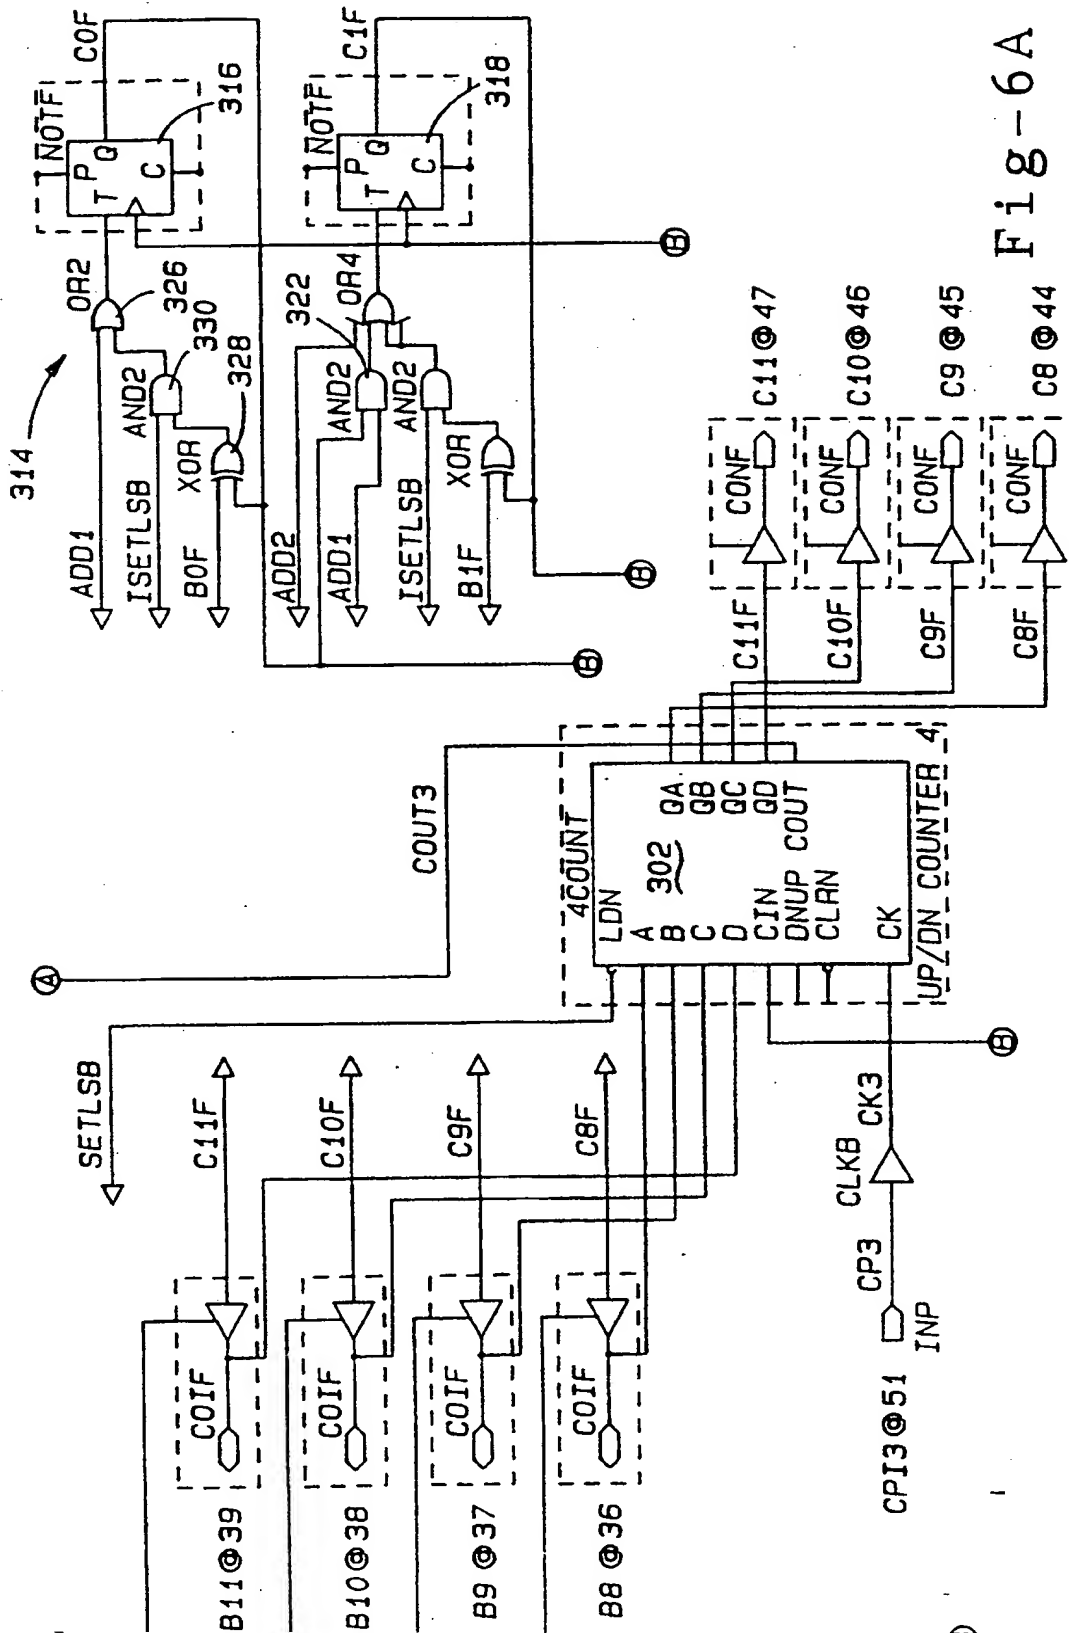 314
ADD1
ISETLSB
B0F
AND2
XOR
OR2
326
330
328
NOTF
T
P
Q
C
C0F
316
ADD2
ADD1
ISETLSB
B1F
AND2
AND2
XOR
322
OR4
NOTF
T
P
Q
C
C1F
318
B
B
B
A
SETLSB
COUT3
C11F
C10F
C9F
C8F
COIF
COIF
COIF
COIF
B11@39
B10@38
B9@37
B8@36
4COUNT
302
LDN
A
B
C
D
CIN
DNUP
CLRN
CK
QA
QB
QC
QD
COUT
UP/DN COUNTER 4
B
CPI3@51
INP
CP3
CLKB
CK3
C11F
C10F
C9F
C8F
CONF
CONF
CONF
CONF
C11@47
C10@46
C9@45
C8@44
Fig-6A